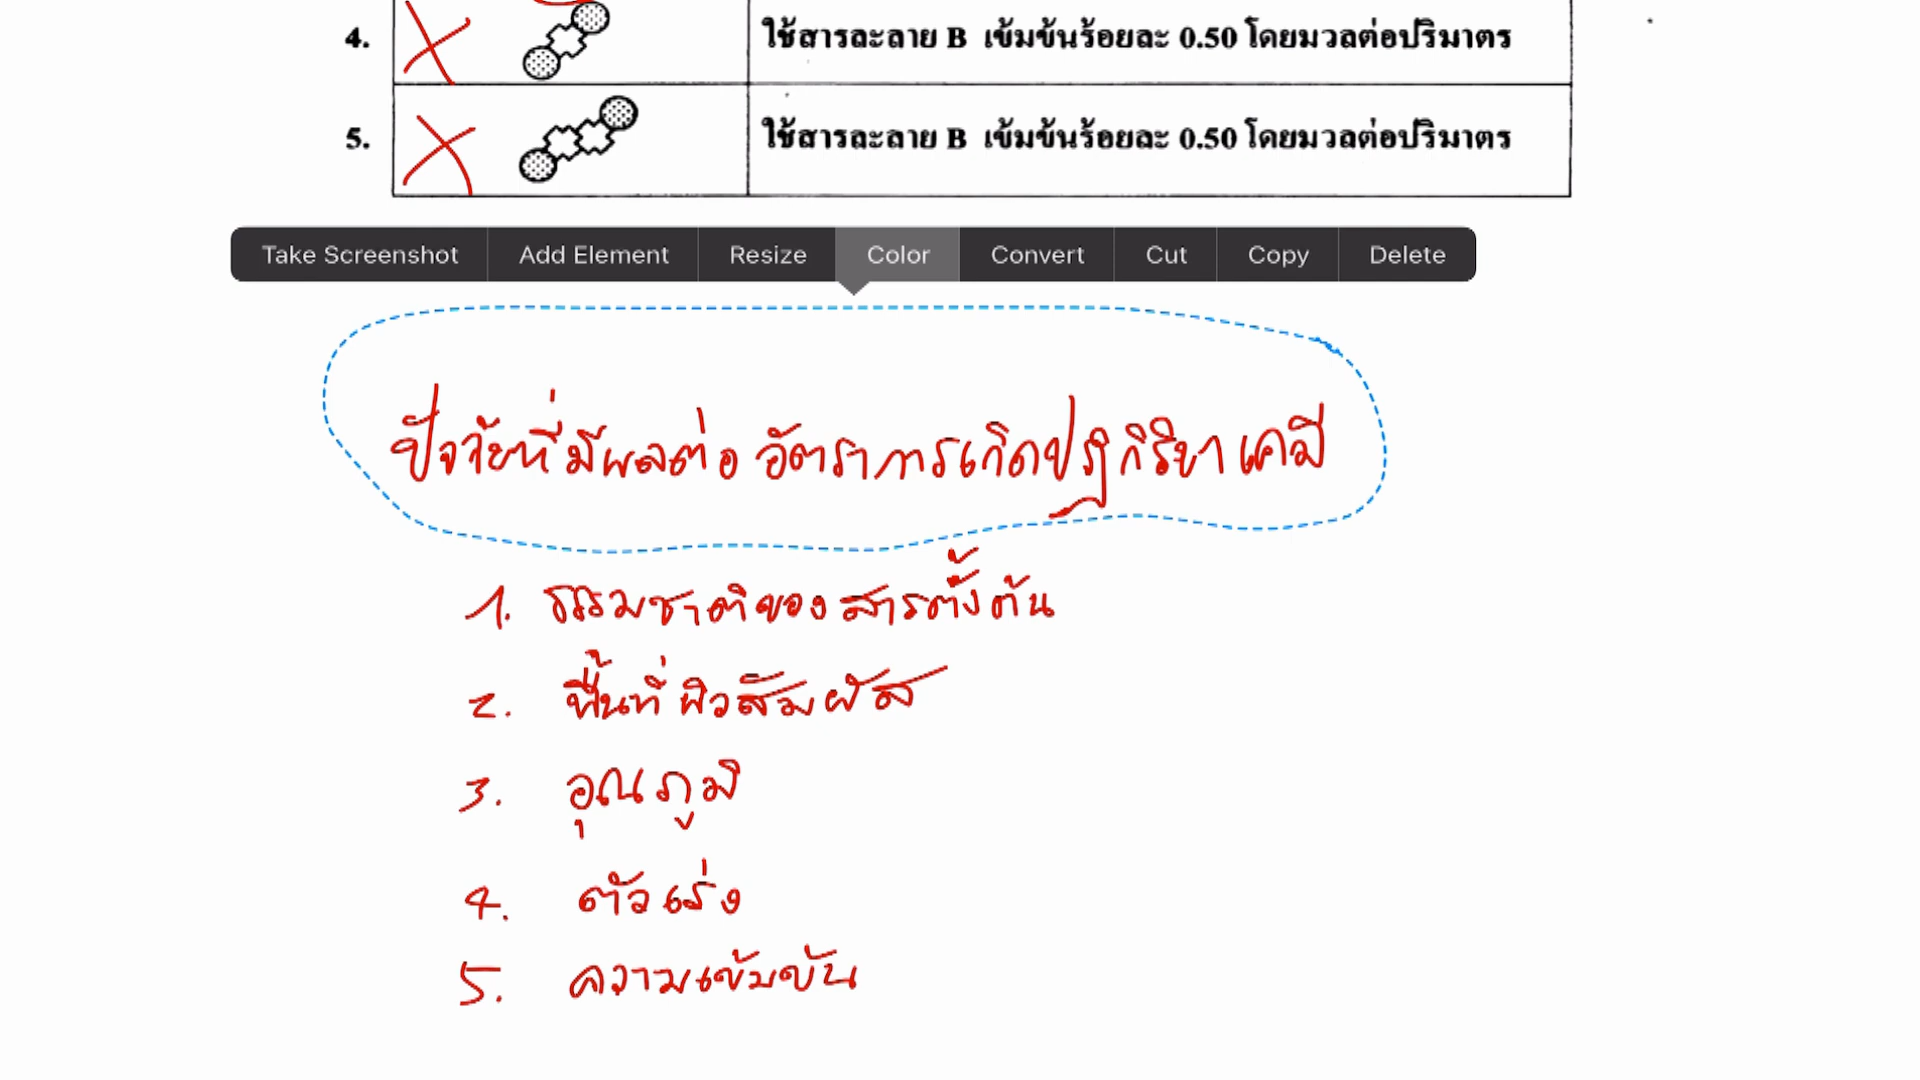 4. ใช้สารละลาย B เข้มข้นร้อยละ 0.50 โดยมวลต่อปริมาตร
5. ใช้สารละลาย B เข้มข้นร้อยละ 0.50 โดยมวลต่อปริมาตร
Take Screenshot Add Element Resize Color Convert Cut Copy Delete
ปัจจัยที่มีผลต่อ อัตราการเกิดปฏิกิริยาเคมี
1. ธรรมชาติของสารตั้งต้น
2. พื้นที่ผิวสัมผัส
3. อุณภูมิ
4. ตัวเร่ง
5. ความเข้มข้น